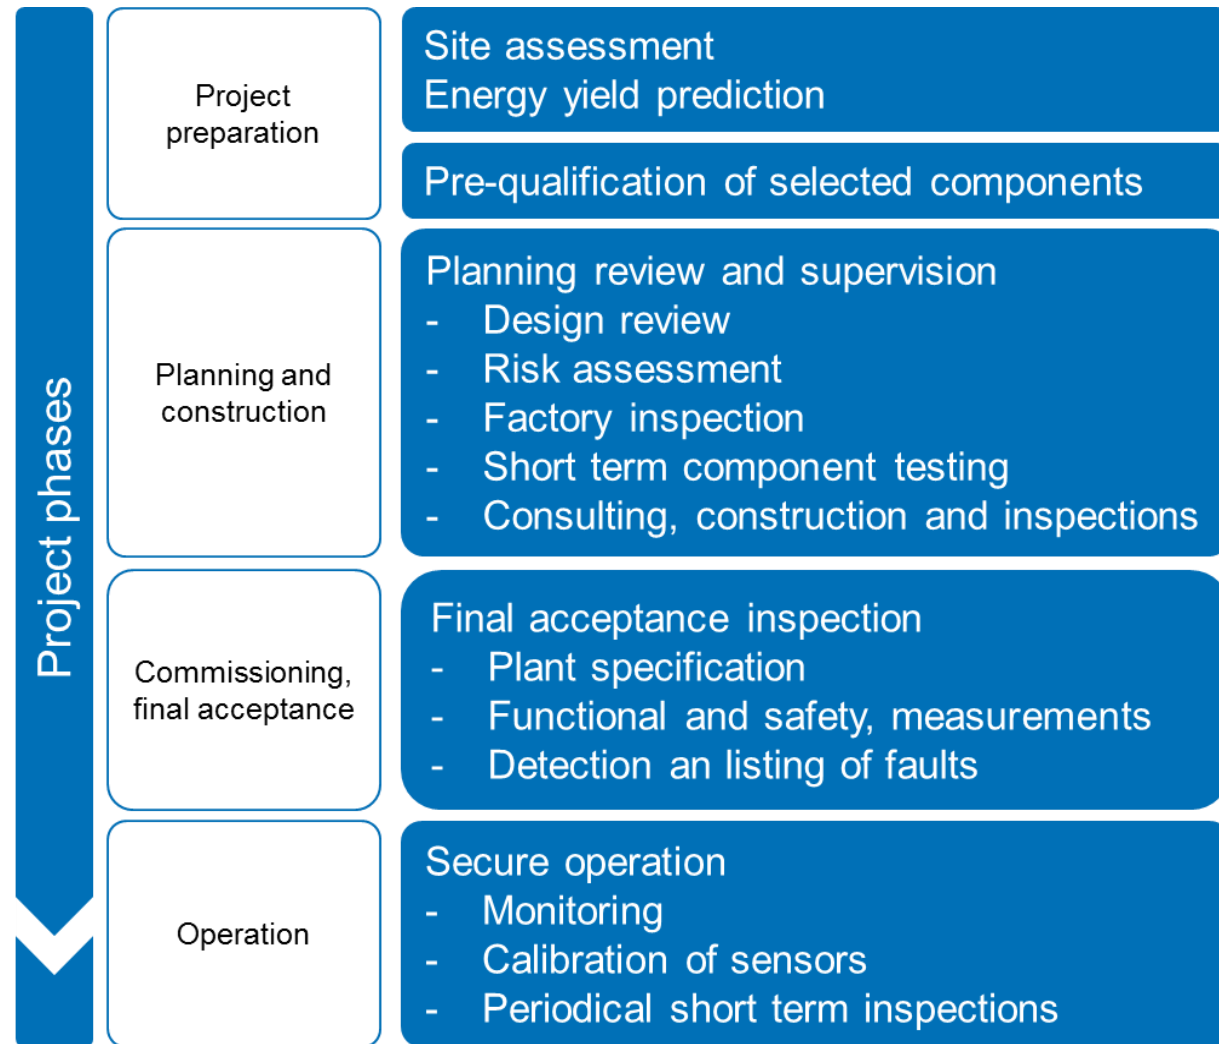 Project phases
Project
preparation
Site assessment
Energy yield prediction
Pre-qualification of selected components
Planning and
construction
Planning review and supervision
- Design review
- Risk assessment
- Factory inspection
- Short term component testing
- Consulting, construction and inspections
Commissioning,
final acceptance
Final acceptance inspection
- Plant specification
- Functional and safety, measurements
- Detection an listing of faults
Operation
Secure operation
- Monitoring
- Calibration of sensors
- Periodical short term inspections